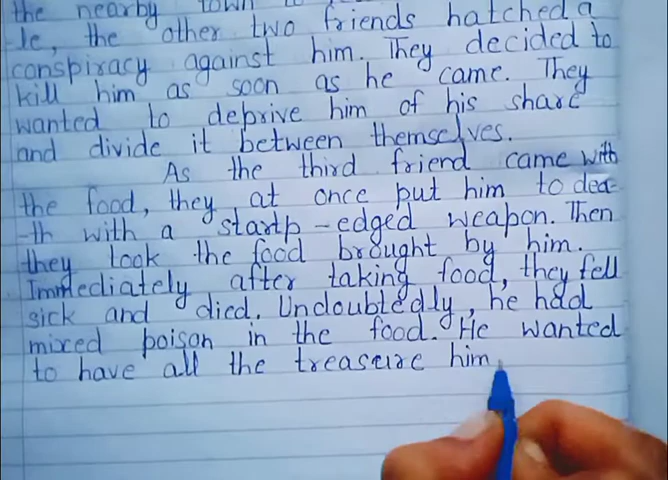 the nearby town to
-le, the other two friends hatched a
conspiracy against him. They decided to
kill him as soon as he came. They
wanted to deprive him of his share
and divide it between themselves.
As the third friend came with
the food, they at once put him to dea-
-th with a startp-edged weapon. Then
they took the food brought by him.
Immediately after taking food, they fell
sick and died. Undoubtedly, he had
mixed poison in the food. He wanted
to have all the treasure him